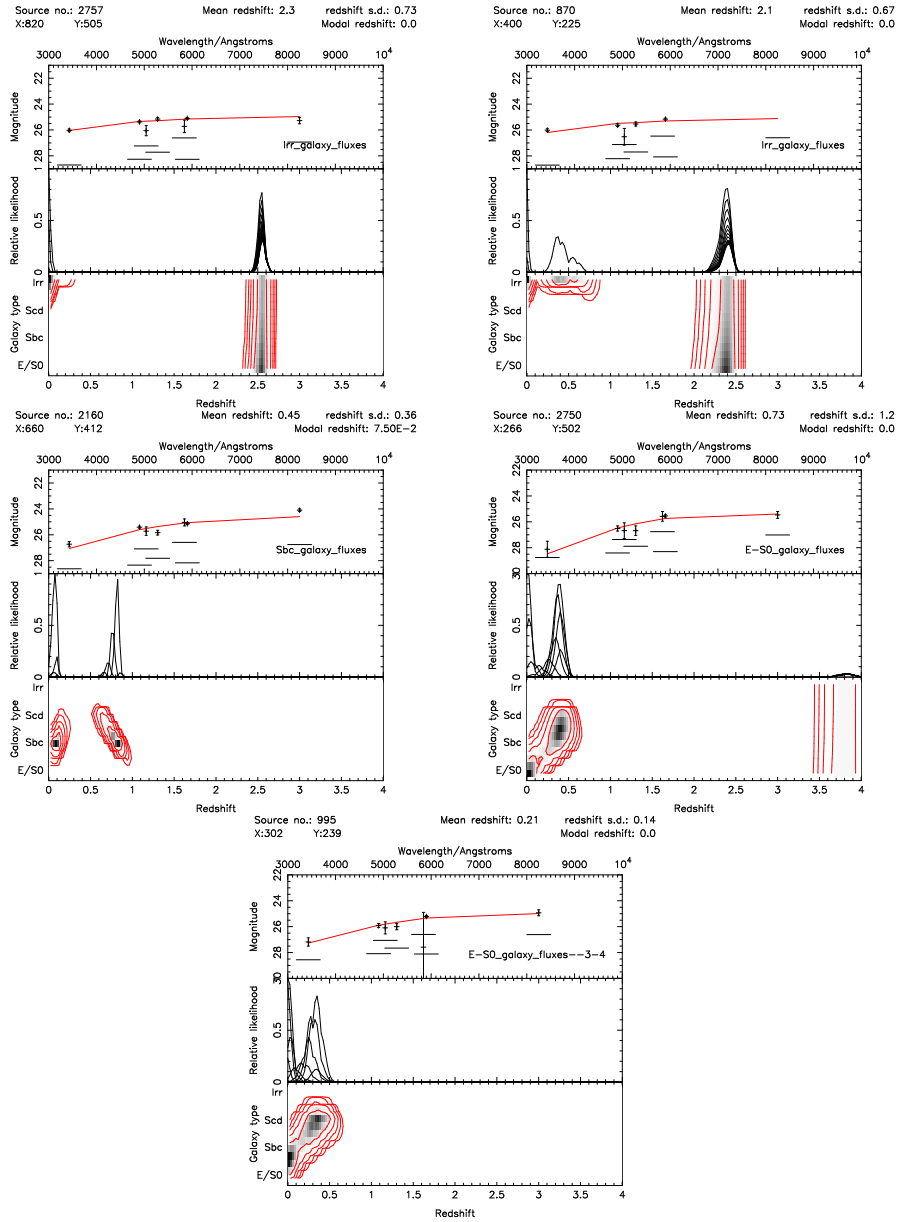 Source no.: 2757 Mean redshift: 2.3 redshift s.d.: 0.73
X:820 Y:505 Modal redshift: 0.0
Wavelength/Angstroms
3000 4000 5000 6000 7000 8000 9000 10⁴
Magnitude
22
24
26
28
Irr_galaxy_fluxes
Relative likelihood
1
0.5
0
Galaxy type
Irr
Scd
Sbc
E/S0
0 0.5 1 1.5 2 2.5 3 3.5 4
Redshift
Source no.: 870 Mean redshift: 2.1 redshift s.d.: 0.67
X:400 Y:225 Modal redshift: 0.0
Wavelength/Angstroms
3000 4000 5000 6000 7000 8000 9000 10⁴
Magnitude
22
24
26
28
Irr_galaxy_fluxes
Relative likelihood
1
0.5
0
Galaxy type
Irr
Scd
Sbc
E/S0
0 0.5 1 1.5 2 2.5 3 3.5 4
Redshift
Source no.: 2160 Mean redshift: 0.45 redshift s.d.: 0.36
X:660 Y:412 Modal redshift: 7.50E-2
Wavelength/Angstroms
3000 4000 5000 6000 7000 8000 9000 10⁴
Magnitude
22
24
26
28
Sbc_galaxy_fluxes
Relative likelihood
1
0.5
0
Galaxy type
Irr
Scd
Sbc
E/S0
0 0.5 1 1.5 2 2.5 3 3.5 4
Redshift
Source no.: 2750 Mean redshift: 0.73 redshift s.d.: 1.2
X:266 Y:502 Modal redshift: 0.0
Wavelength/Angstroms
3000 4000 5000 6000 7000 8000 9000 10⁴
Magnitude
22
24
26
28
E-S0_galaxy_fluxes
Relative likelihood
0.5
0
Galaxy type
Irr
Scd
Sbc
E/S0
0 0.5 1 1.5 2 2.5 3 3.5 4
Redshift
Source no.: 995 Mean redshift: 0.21 redshift s.d.: 0.14
X:302 Y:239 Modal redshift: 0.0
Wavelength/Angstroms
3000 4000 5000 6000 7000 8000 9000 10⁴
Magnitude
22
24
26
28
E-S0_galaxy_fluxes--3-4
Relative likelihood
0.5
0
Galaxy type
Irr
Scd
Sbc
E/S0
0 0.5 1 1.5 2 2.5 3 3.5 4
Redshift